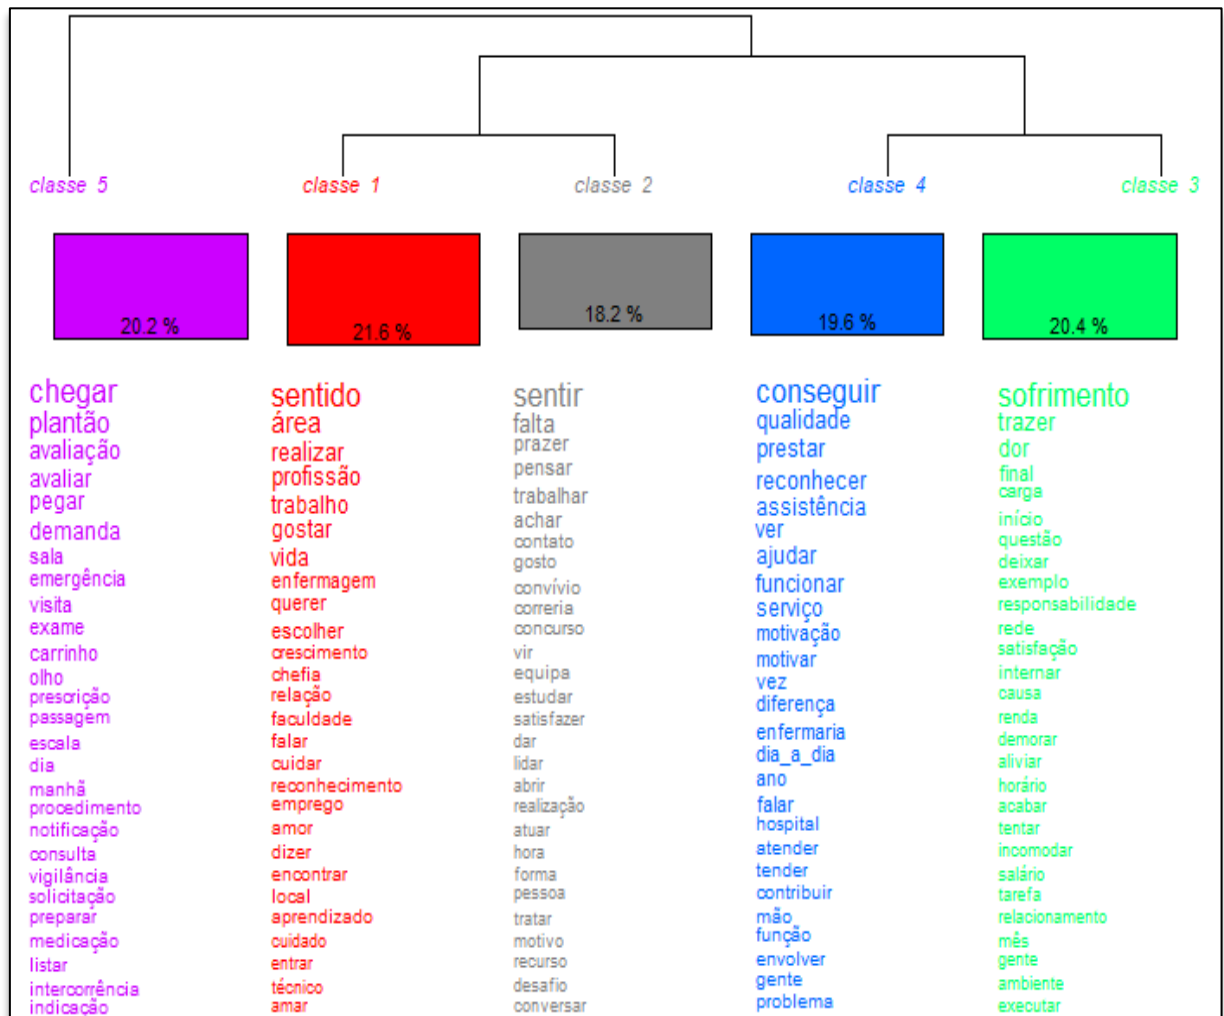 classe 5
classe 1
classe 2
classe 4
classe 3
20.2 %
21.6 %
18.2 %
19.6 %
20.4 %
chegar
plantão
avaliação
avaliar
pegar
demanda
sala
emergência
visita
exame
carrinho
olho
prescrição
passagem
escala
dia
manhã
procedimento
notificação
consulta
vigilância
solicitação
preparar
medicação
listar
intercorrência
indicação
sentido
área
realizar
profissão
trabalho
gostar
vida
enfermagem
querer
escolher
crescimento
chefia
relação
faculdade
falar
cuidar
reconhecimento
emprego
amor
dizer
encontrar
local
aprendizado
cuidado
entrar
técnico
amar
sentir
falta
prazer
pensar
trabalhar
achar
contato
gosto
convívio
correria
concurso
vir
equipa
estudar
satisfazer
dar
lidar
abrir
realização
atuar
hora
forma
pessoa
tratar
motivo
recurso
desafio
conversar
conseguir
qualidade
prestar
reconhecer
assistência
ver
ajudar
funcionar
serviço
motivação
motivar
vez
diferença
enfermaria
dia_a_dia
ano
falar
hospital
atender
tender
contribuir
mão
função
envolver
gente
problema
sofrimento
trazer
dor
final
carga
início
questão
deixar
exemplo
responsabilidade
rede
satisfação
internar
causa
renda
demorar
aliviar
horário
acabar
tentar
incomodar
salário
tarefa
relacionamento
mês
gente
ambiente
executar